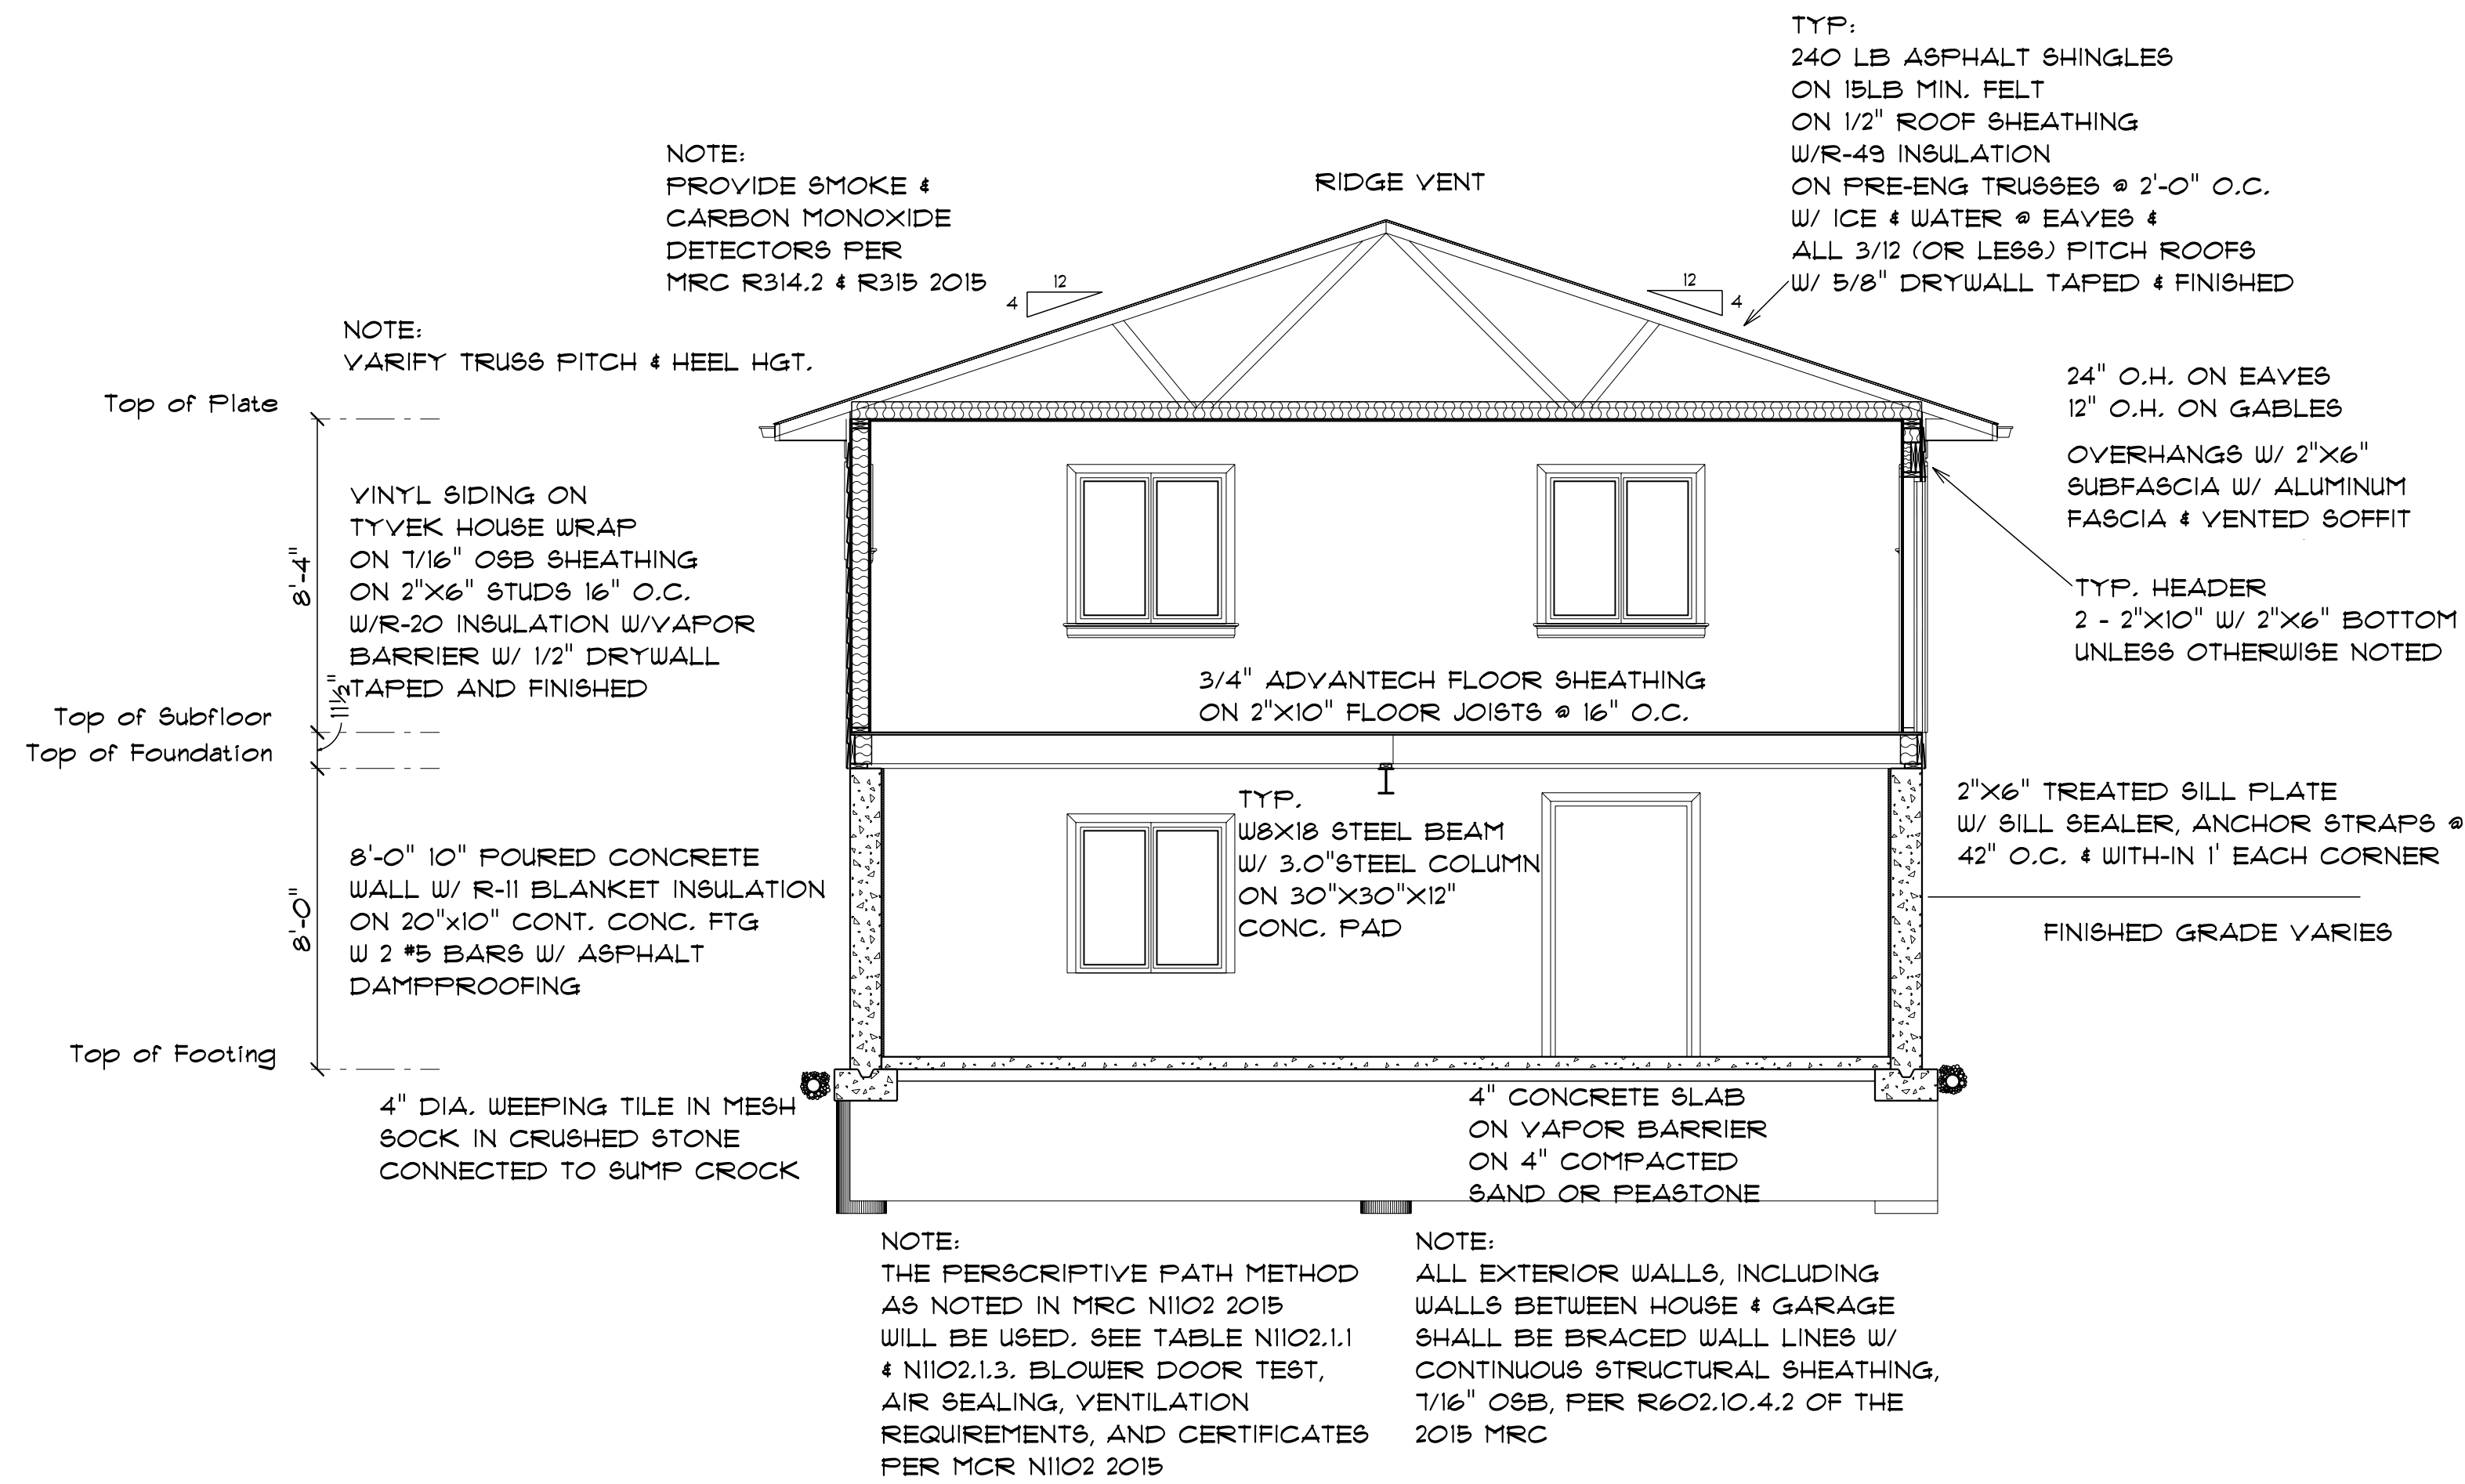 TYP:
240 LB ASPHALT SHINGLES
ON 15LB MIN. FELT
ON 1/2" ROOF SHEATHING
W/R-49 INSULATION
ON PRE-ENG TRUSSES @ 2'-0" O.C.
W/ ICE & WATER @ EAVES &
ALL 3/12 (OR LESS) PITCH ROOFS
W/ 5/8" DRYWALL TAPED & FINISHED
NOTE:
PROVIDE SMOKE &
CARBON MONOXIDE
DETECTORS PER
MRC R314.2 & R315 2015
RIDGE VENT
12
4
12
4
NOTE:
VARIFY TRUSS PITCH & HEEL HGT.
Top of Plate
24" O.H. ON EAVES
12" O.H. ON GABLES
OVERHANGS W/ 2"X6"
SUBFASCIA W/ ALUMINUM
FASCIA & VENTED SOFFIT
8'-4"
VINYL SIDING ON
TYVEK HOUSE WRAP
ON 7/16" OSB SHEATHING
ON 2"X6" STUDS 16" O.C.
W/R-20 INSULATION W/VAPOR
BARRIER W/ 1/2" DRYWALL
TAPED AND FINISHED
TYP. HEADER
2 - 2"X10" W/ 2"X6" BOTTOM
UNLESS OTHERWISE NOTED
3/4" ADVANTECH FLOOR SHEATHING
ON 2"X10" FLOOR JOISTS @ 16" O.C.
11½"
Top of Subfloor
Top of Foundation
TYP.
W8X18 STEEL BEAM
W/ 3.0"STEEL COLUMN
ON 30"X30"X12"
CONC. PAD
2"X6" TREATED SILL PLATE
W/ SILL SEALER, ANCHOR STRAPS @
42" O.C. & WITH-IN 1' EACH CORNER
8'-0"
8'-0" 10" POURED CONCRETE
WALL W/ R-11 BLANKET INSULATION
ON 20"x10" CONT. CONC. FTG
W 2 #5 BARS W/ ASPHALT
DAMPPROOFING
FINISHED GRADE VARIES
Top of Footing
4" DIA. WEEPING TILE IN MESH
SOCK IN CRUSHED STONE
CONNECTED TO SUMP CROCK
4" CONCRETE SLAB
ON VAPOR BARRIER
ON 4" COMPACTED
SAND OR PEASTONE
NOTE:
THE PERSCRIPTIVE PATH METHOD
AS NOTED IN MRC N1102 2015
WILL BE USED. SEE TABLE N1102.1.1
& N1102.1.3. BLOWER DOOR TEST,
AIR SEALING, VENTILATION
REQUIREMENTS, AND CERTIFICATES
PER MCR N1102 2015
NOTE:
ALL EXTERIOR WALLS, INCLUDING
WALLS BETWEEN HOUSE & GARAGE
SHALL BE BRACED WALL LINES W/
CONTINUOUS STRUCTURAL SHEATHING,
7/16" OSB, PER R602.10.4.2 OF THE
2015 MRC